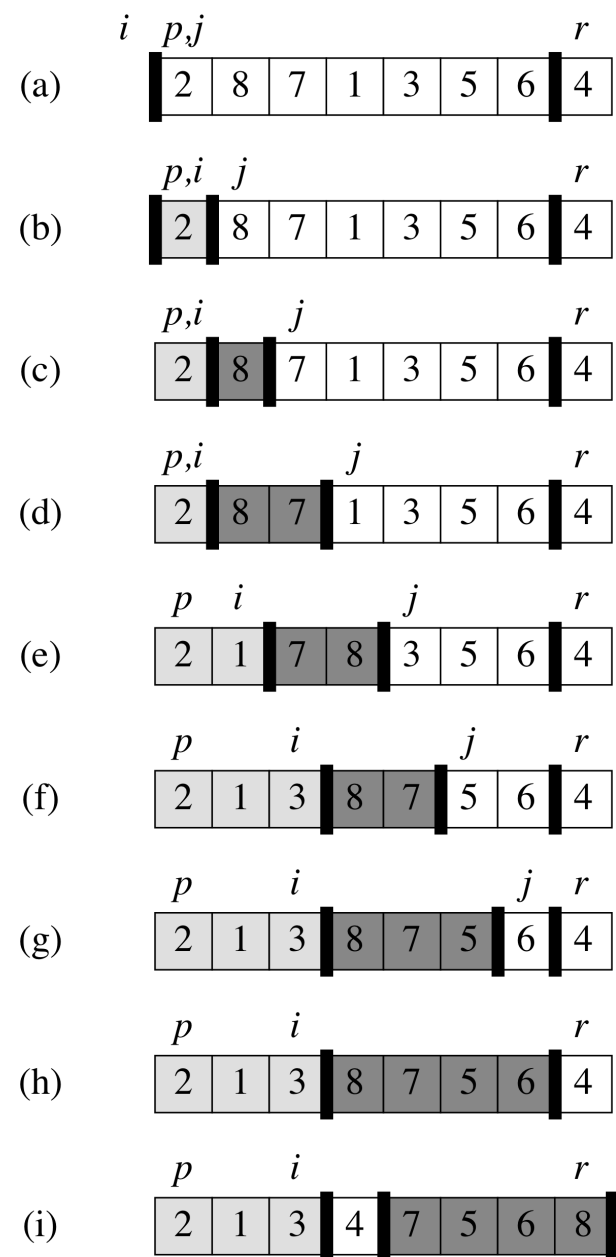 i p,j r
(a) 2 8 7 1 3 5 6 4
p,i j r
(b) 2 8 7 1 3 5 6 4
p,i j r
(c) 2 8 7 1 3 5 6 4
p,i j r
(d) 2 8 7 1 3 5 6 4
p i j r
(e) 2 1 7 8 3 5 6 4
p i j r
(f) 2 1 3 8 7 5 6 4
p i j r
(g) 2 1 3 8 7 5 6 4
p i r
(h) 2 1 3 8 7 5 6 4
p i r
(i) 2 1 3 4 7 5 6 8